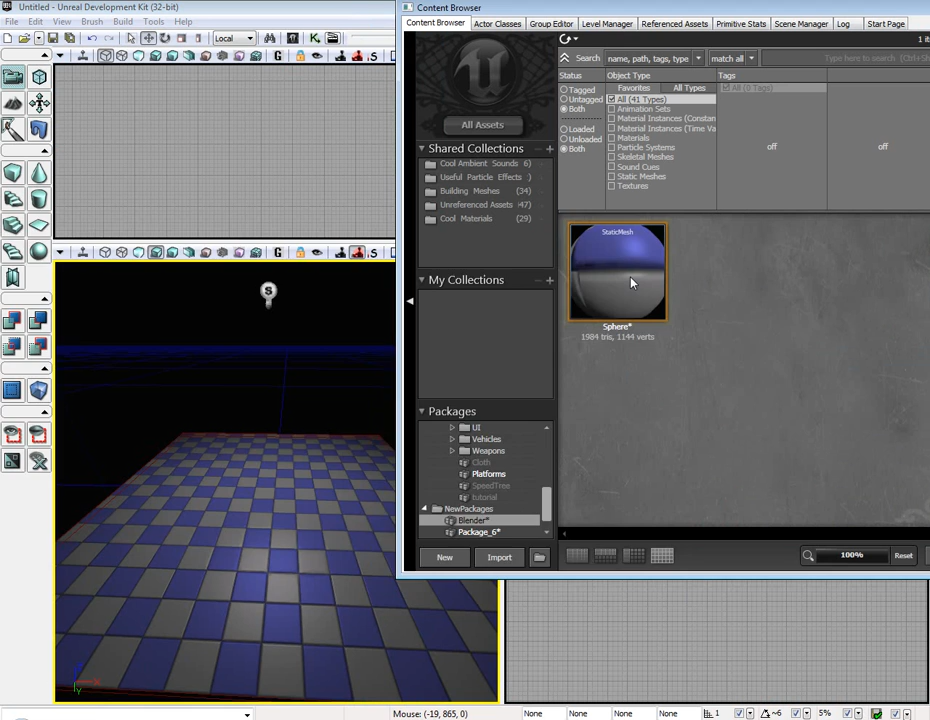 Untitled - Unreal Development Kit (32-bit)
File Edit View Brush Build Tools Help
Local
G S
G S
Content Browser
Content Browser Actor Classes Group Editor Level Manager Referenced Assets Primitive Stats Scene Manager Log Start Page
All Assets
Shared Collections
Cool Ambient Sounds 6)
Useful Particle Effects )
Building Meshes (34)
Unreferenced Assets 47)
Cool Materials (29)
My Collections
Packages
UI
Vehicles
Weapons
Cloth
Platforms
SpeedTree
tutorial
NewPackages
Blender*
Package_6*
New Import
Search name, path, tags, type match all Type here to search (Ctrl+S
Status Object Type Tags
Favorites All Types
Tagged
Untagged
Both
Loaded
Unloaded
Both
All (41 Types)
Animation Sets
Material Instances (Constan
Material Instances (Time Va
Materials
Particle Systems
Skeletal Meshes
Sound Cues
Static Meshes
Textures
All (0 Tags)
off off
StaticMesh
Sphere*
1984 tris, 1144 verts
100% Reset
S
X
Y
Mouse: (-19, 865, 0) None None None None 1 ~6 5%